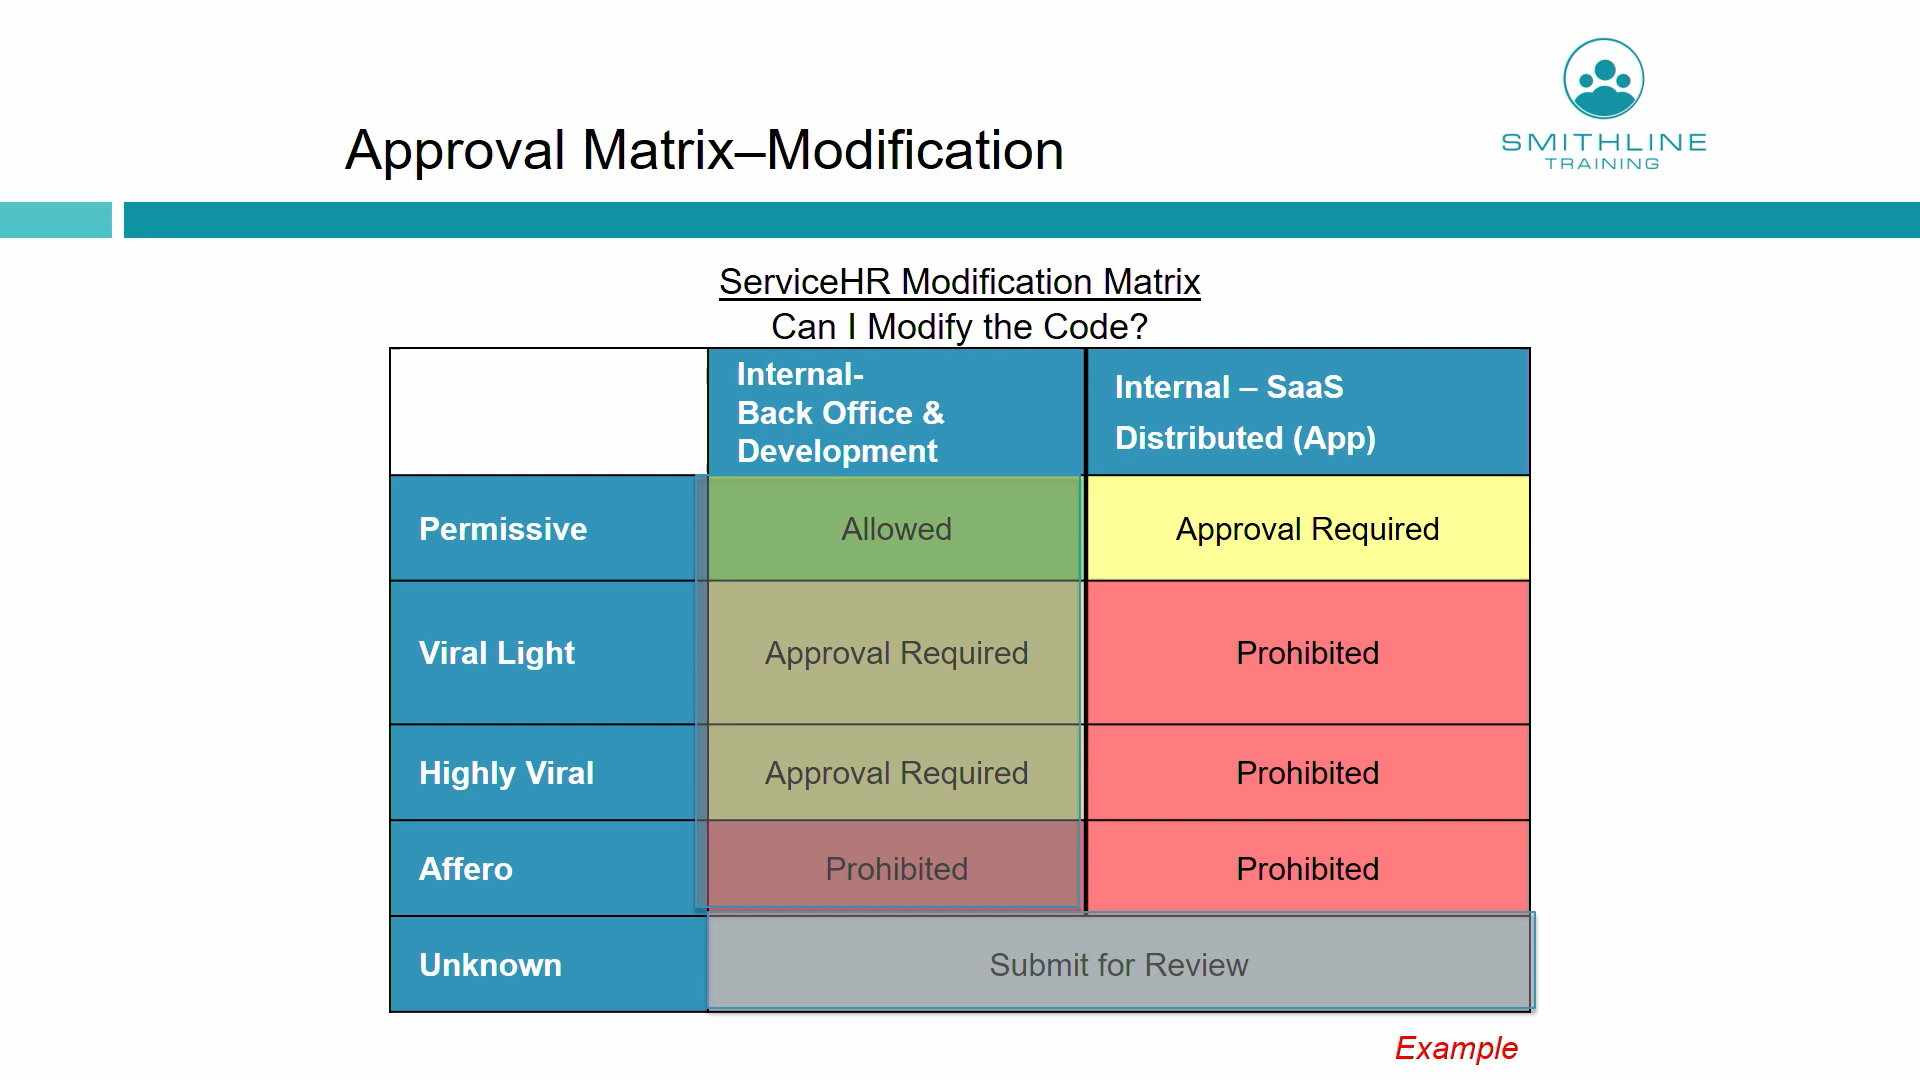 SMITHLINE
TRAINING
Approval Matrix–Modification
ServiceHR Modification Matrix
Can I Modify the Code?
Internal-
Back Office &
Development
Internal – SaaS
Distributed (App)
Permissive
Allowed
Approval Required
Viral Light
Approval Required
Prohibited
Highly Viral
Approval Required
Prohibited
Affero
Prohibited
Prohibited
Unknown
Submit for Review
Example